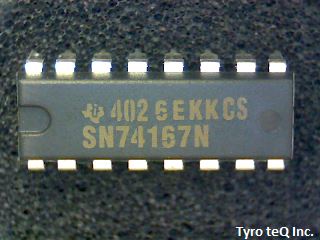 4026EKKCS
SN74167N
Tyro teQ Inc.